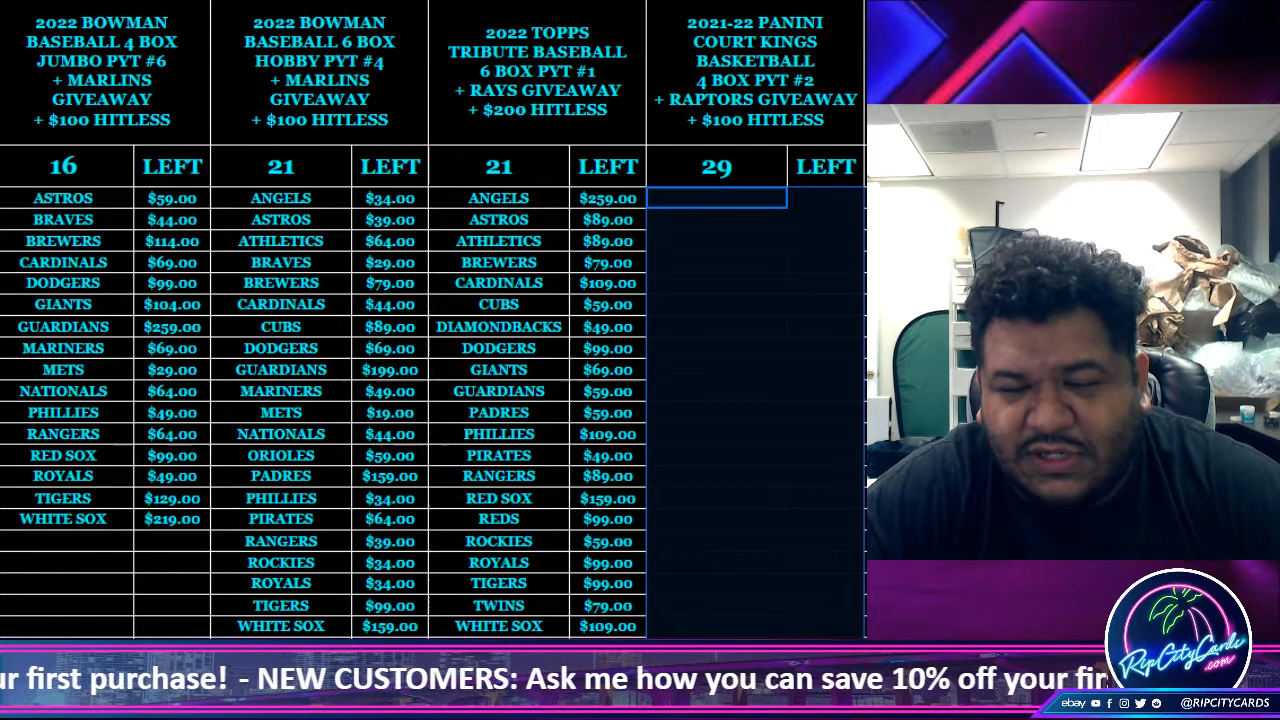 2022 BOWMAN
BASEBALL 4 BOX
JUMBO PYT #6
+ MARLINS
GIVEAWAY
+ $100 HITLESS
2022 BOWMAN
BASEBALL 6 BOX
HOBBY PYT #4
+ MARLINS
GIVEAWAY
+ $100 HITLESS
2022 TOPPS
TRIBUTE BASEBALL
6 BOX PYT #1
+ RAYS GIVEAWAY
+ $200 HITLESS
2021-22 PANINI
COURT KINGS
BASKETBALL
4 BOX PYT #2
+ RAPTORS GIVEAWAY
+ $100 HITLESS
16 LEFT 21 LEFT 21 LEFT 29 LEFT
ASTROS $59.00 ANGELS $34.00 ANGELS $259.00
BRAVES $44.00 ASTROS $39.00 ASTROS $89.00
BREWERS $114.00 ATHLETICS $64.00 ATHLETICS $89.00
CARDINALS $69.00 BRAVES $29.00 BREWERS $79.00
DODGERS $99.00 BREWERS $79.00 CARDINALS $109.00
GIANTS $104.00 CARDINALS $44.00 CUBS $59.00
GUARDIANS $259.00 CUBS $89.00 DIAMONDBACKS $49.00
MARINERS $69.00 DODGERS $69.00 DODGERS $99.00
METS $29.00 GUARDIANS $199.00 GIANTS $69.00
NATIONALS $64.00 MARINERS $49.00 GUARDIANS $59.00
PHILLIES $49.00 METS $19.00 PADRES $59.00
RANGERS $64.00 NATIONALS $44.00 PHILLIES $109.00
RED SOX $99.00 ORIOLES $59.00 PIRATES $49.00
ROYALS $49.00 PADRES $159.00 RANGERS $89.00
TIGERS $129.00 PHILLIES $34.00 RED SOX $159.00
WHITE SOX $219.00 PIRATES $64.00 REDS $99.00
RANGERS $39.00 ROCKIES $59.00
ROCKIES $34.00 ROYALS $99.00
ROYALS $34.00 TIGERS $99.00
TIGERS $99.00 TWINS $79.00
WHITE SOX $159.00 WHITE SOX $109.00
ur first purchase! - NEW CUSTOMERS: Ask me how you can save 10% off your fir
RipCityCards
.com
ebay @RIPCITYCARDS